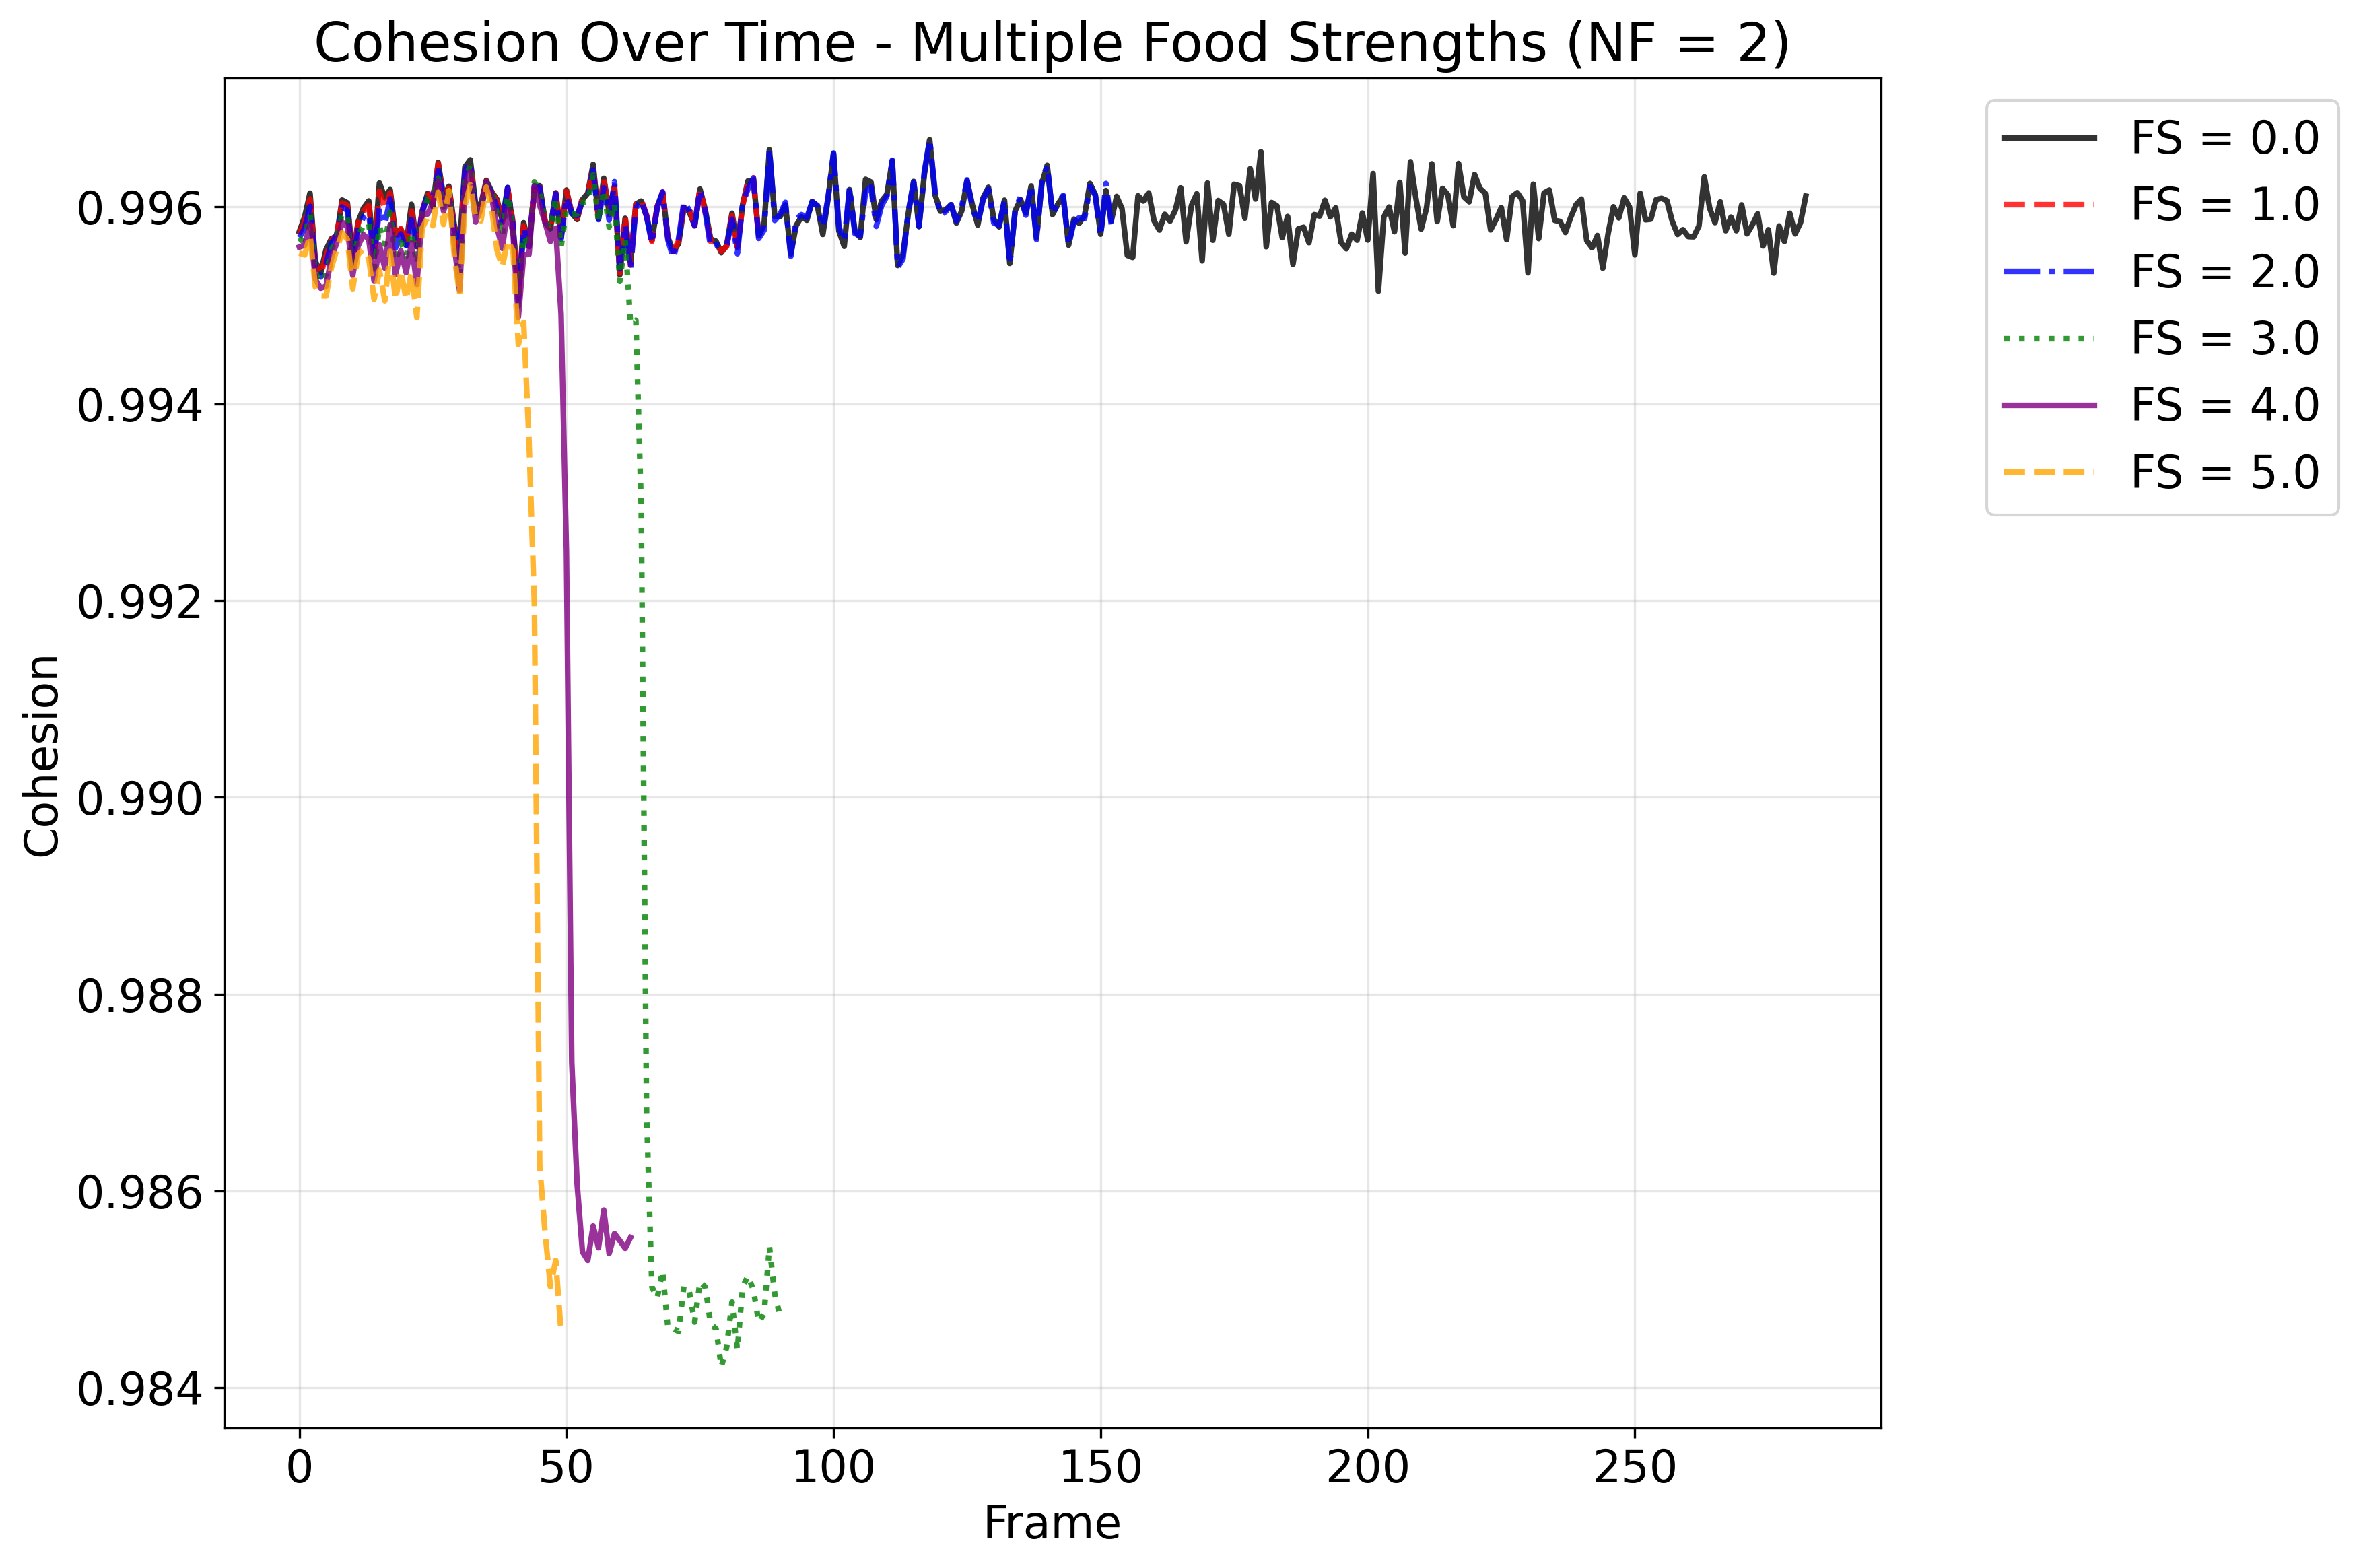 Cohesion Over Time - Multiple Food Strengths (NF = 2)
FS = 0.0
FS = 1.0
FS = 2.0
FS = 3.0
FS = 4.0
FS = 5.0
Cohesion
0.996
0.994
0.992
0.990
0.988
0.986
0.984
0
50
100
150
200
250
Frame